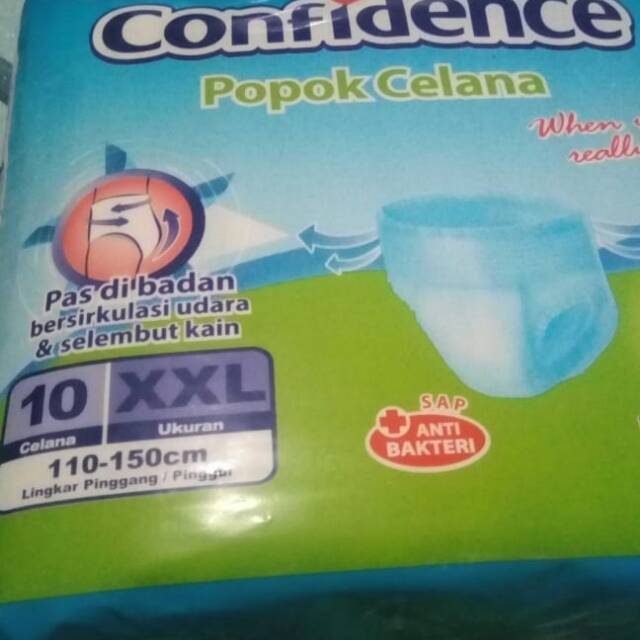 Confidence
Popok Celana
When
Pas di badan
bersirkulasi udara
& selembut kain
10 XXL
Celana Ukuran
110-150cm
Lingkar Pinggang / Pinggul
SAP
ANTI
BAKTERI